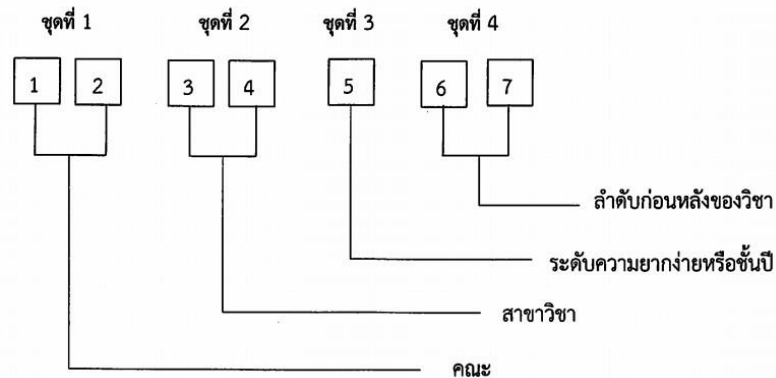 ชุดที่ 1 ชุดที่ 2 ชุดที่ 3 ชุดที่ 4
1 2 3 4 5 6 7
ลำดับก่อนหลังของวิชา
ระดับความยากง่ายหรือชั้นปี
สาขาวิชา
คณะ